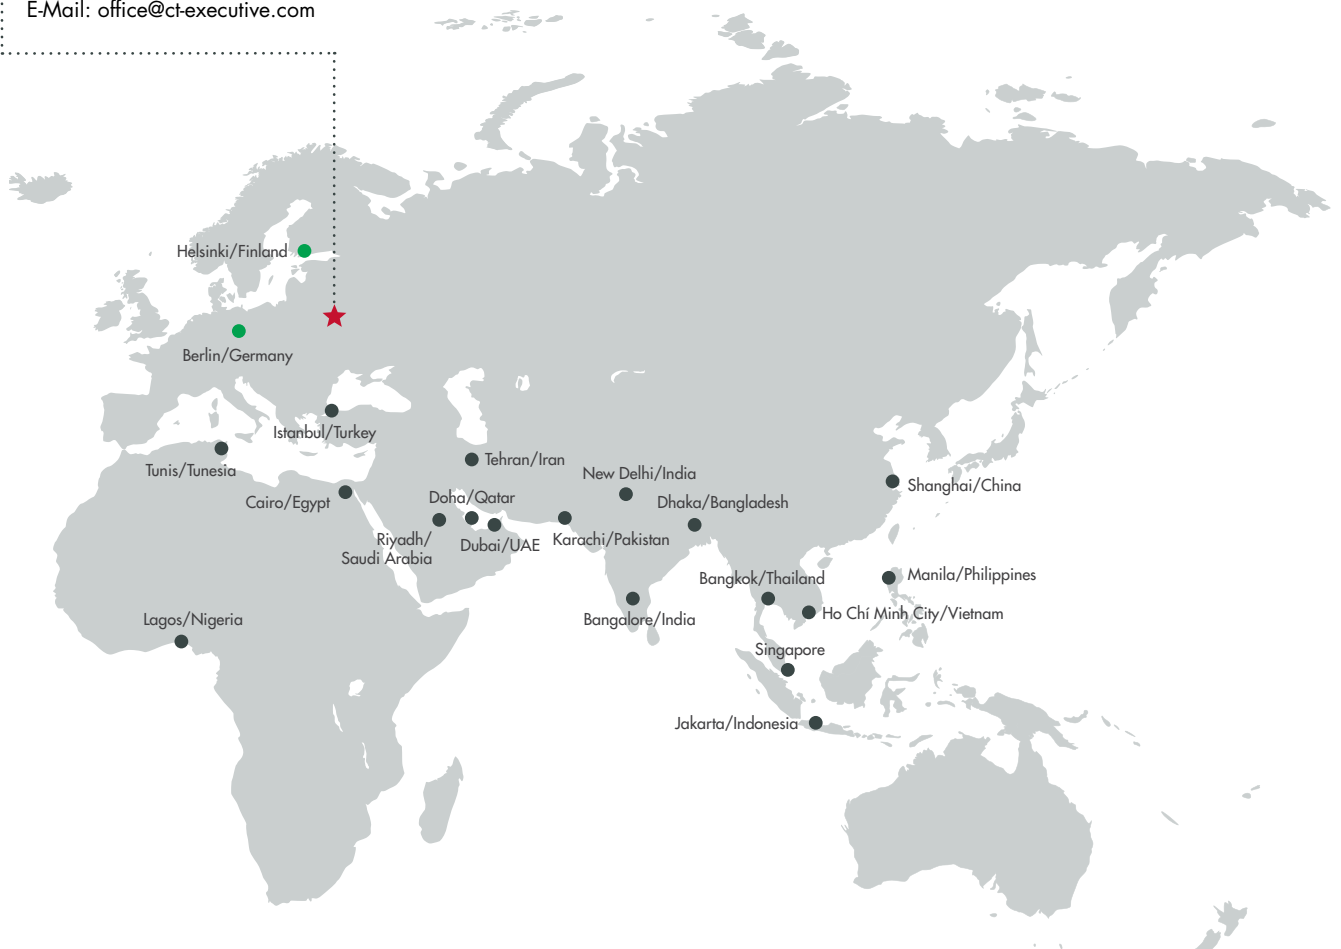 E-Mail: office@ct-executive.com
Helsinki/Finland
Berlin/Germany
Istanbul/Turkey
Tunis/Tunesia
Tehran/Iran
New Delhi/India
Cairo/Egypt
Doha/Qatar
Dhaka/Bangladesh
Shanghai/China
Riyadh/
Saudi Arabia
Dubai/UAE
Karachi/Pakistan
Bangkok/Thailand
Manila/Philippines
Lagos/Nigeria
Bangalore/India
Ho Chí Minh City/Vietnam
Singapore
Jakarta/Indonesia